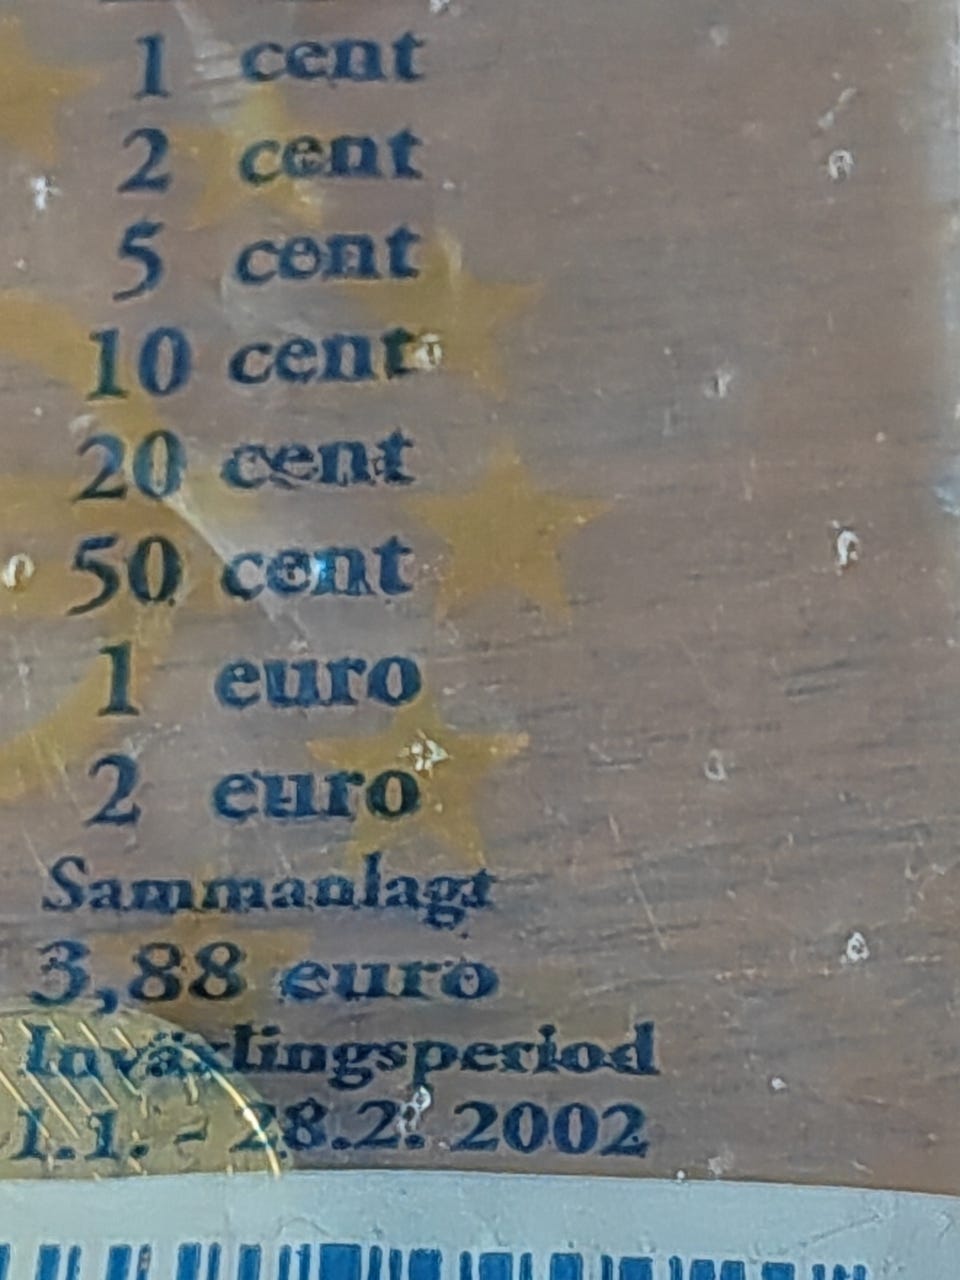 1 cent
2 cent
5 cent
10 cent
20 cent
50 cent
1 euro
2 euro
Sammanlagt
3,88 euro
Inväxlingsperiod
1.1. - 28.2. 2002